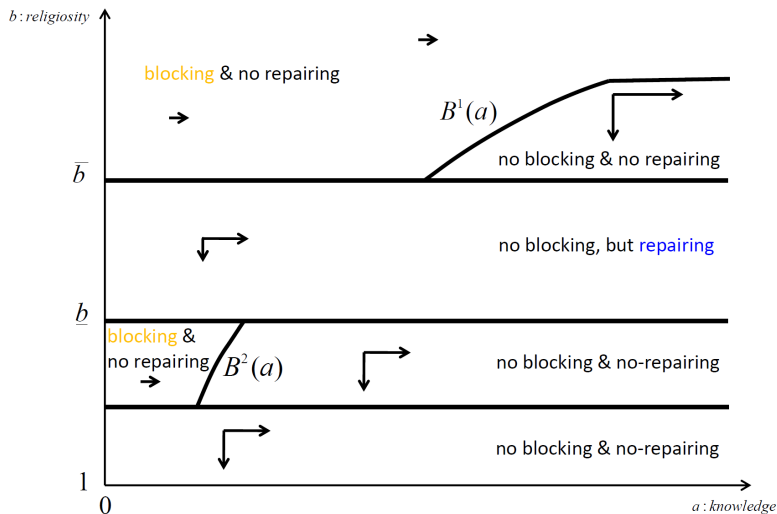 b : religiosity
blocking & no repairing
B¹(a)
no blocking & no repairing
b̅
no blocking, but repairing
b̲
blocking &
no repairing
B²(a)
no blocking & no-repairing
no blocking & no-repairing
1
0
a : knowledge